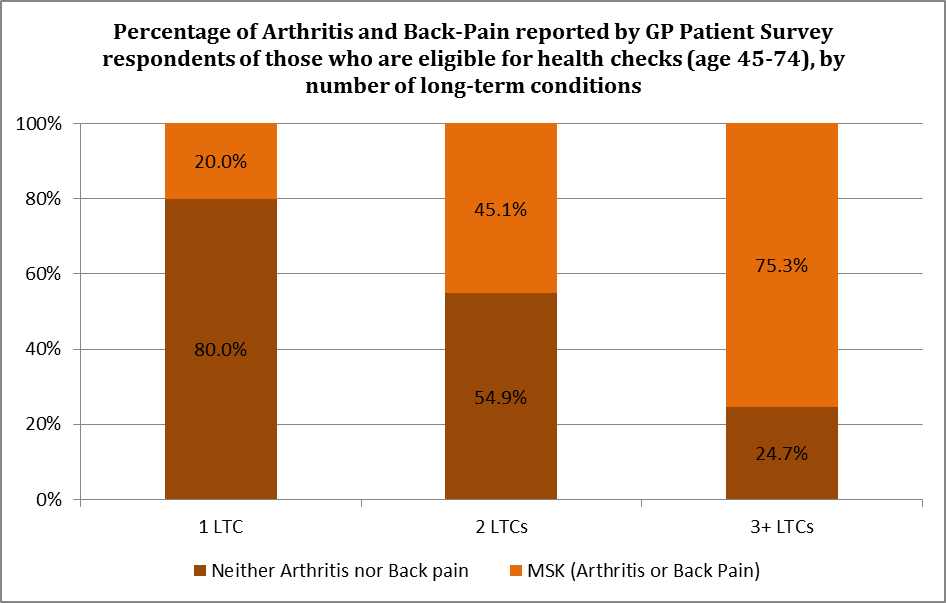 Percentage of Arthritis and Back-Pain reported by GP Patient Survey
respondents of those who are eligible for health checks (age 45-74), by
number of long-term conditions
100%
80%
60%
40%
20%
0%
20.0%
80.0%
45.1%
54.9%
75.3%
24.7%
1 LTC
2 LTCs
3+ LTCs
Neither Arthritis nor Back pain
MSK (Arthritis or Back Pain)